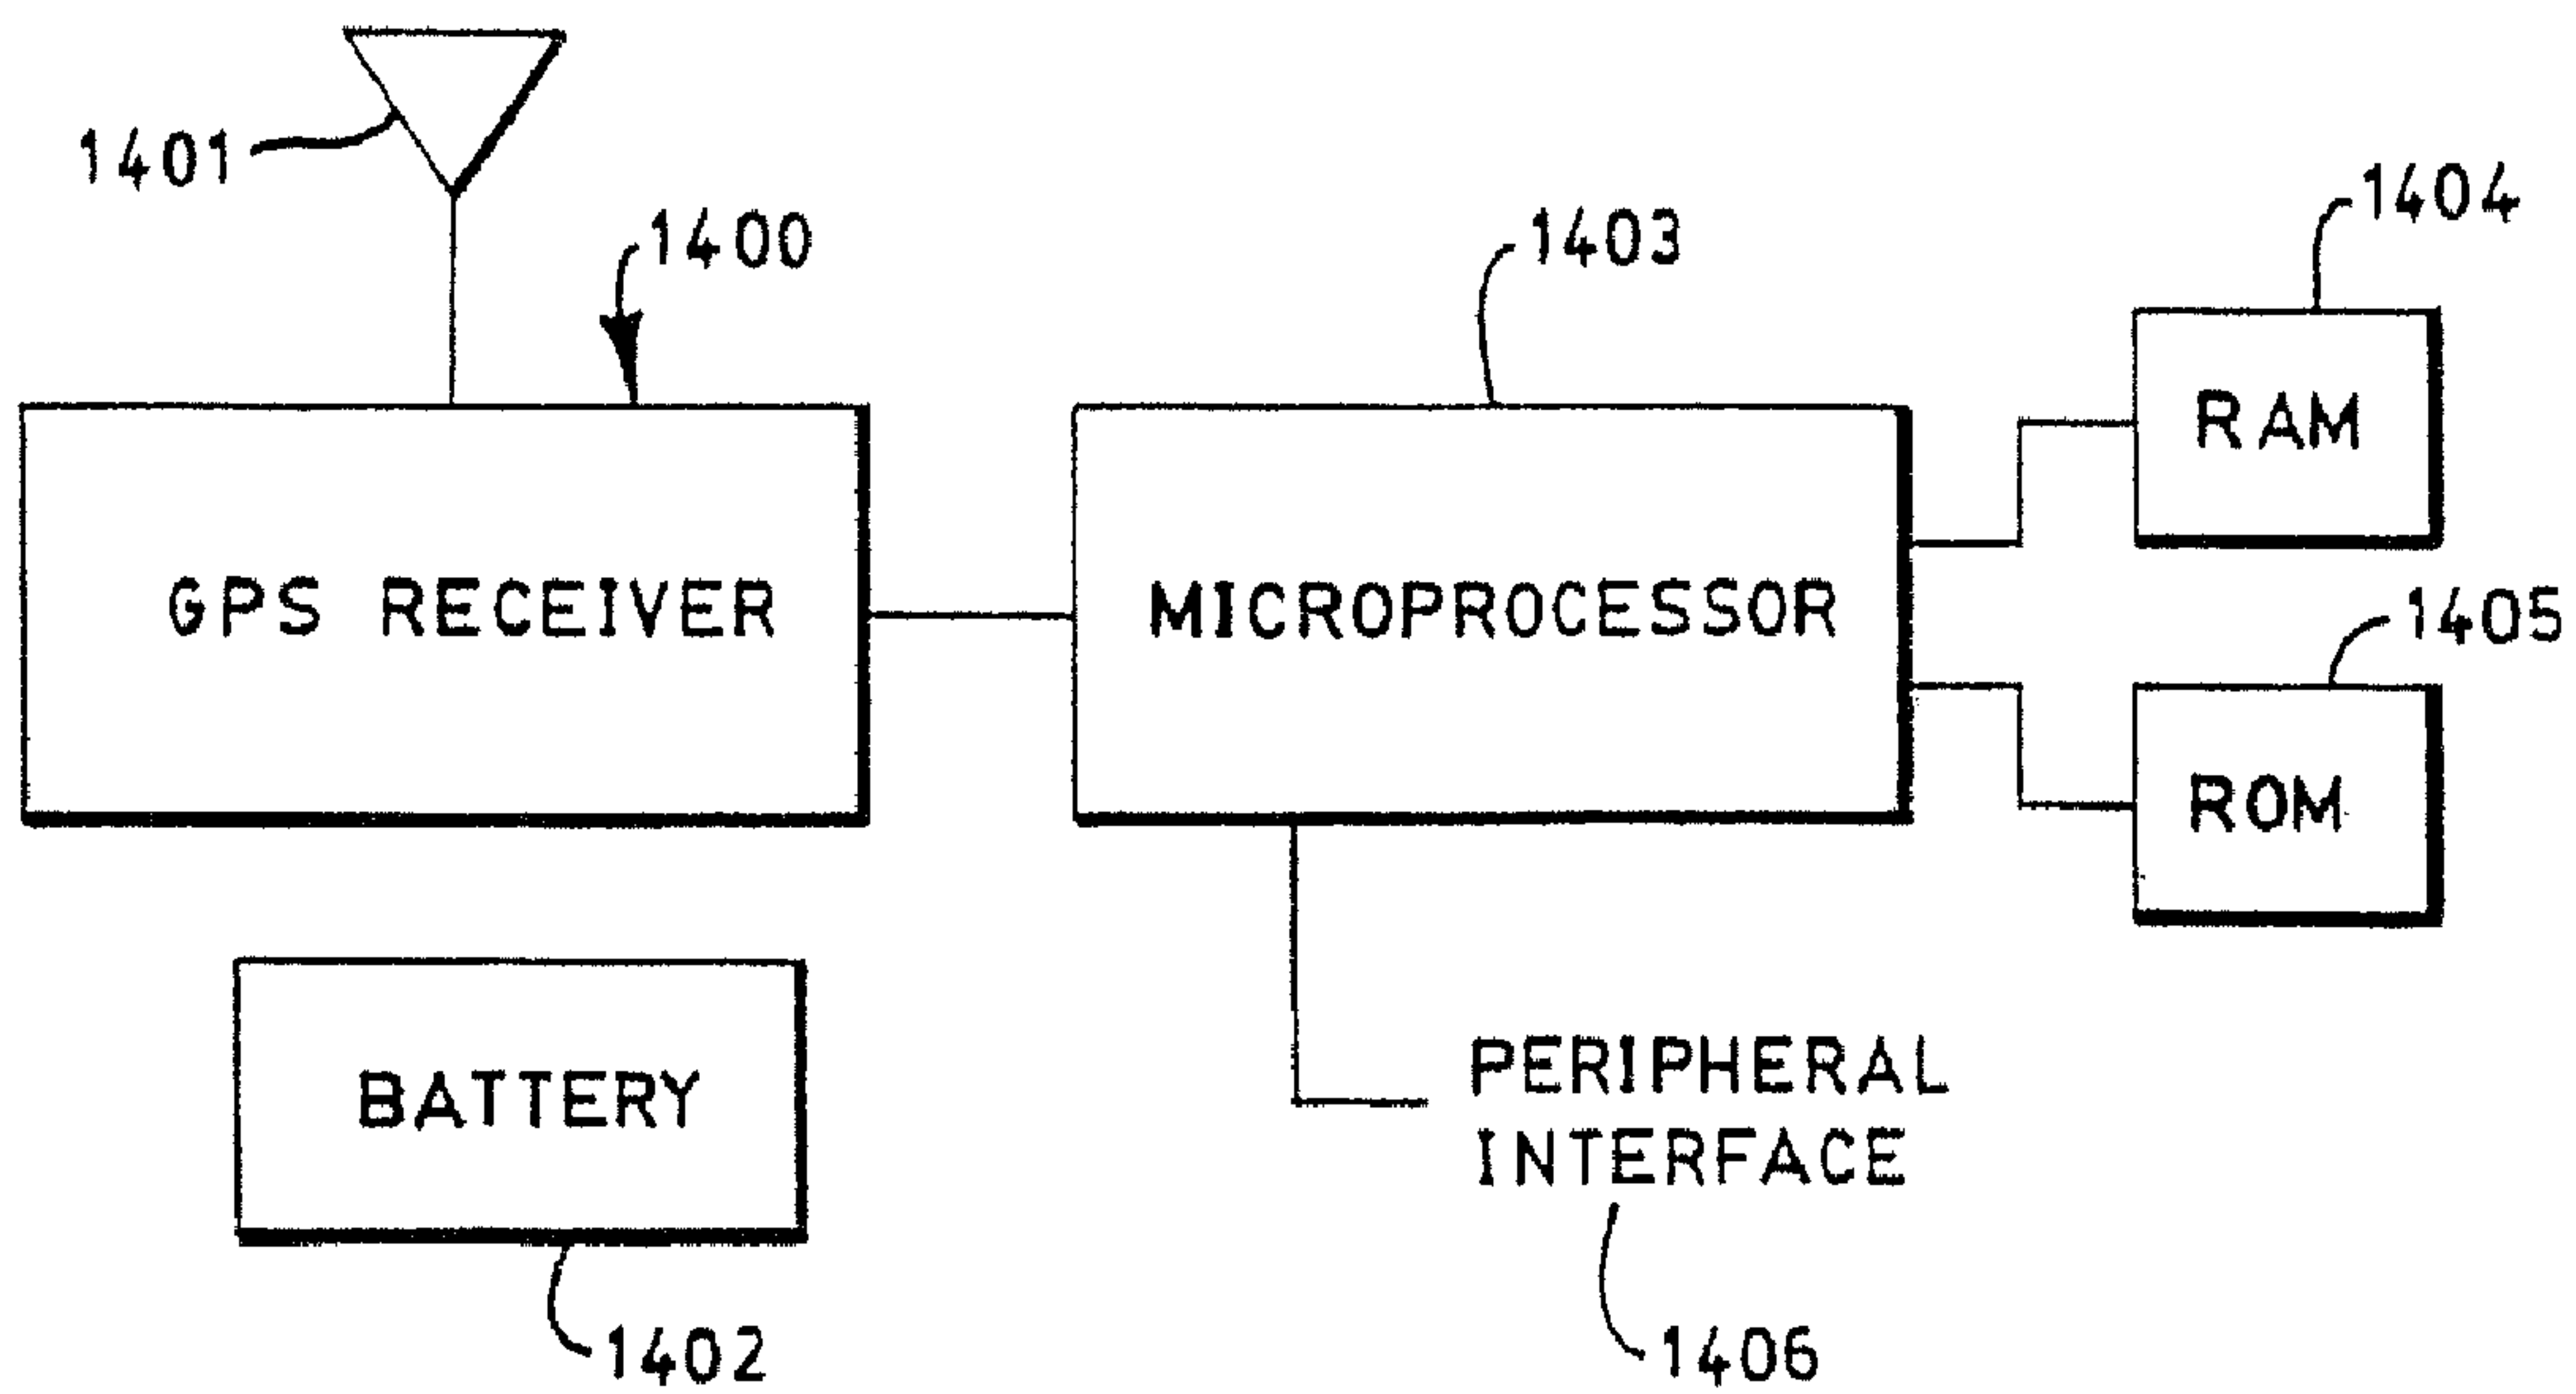 1401
1400
1403
1404
GPS RECEIVER
MICROPROCESSOR
RAM
1405
ROM
BATTERY
PERIPHERAL
INTERFACE
1402
1406